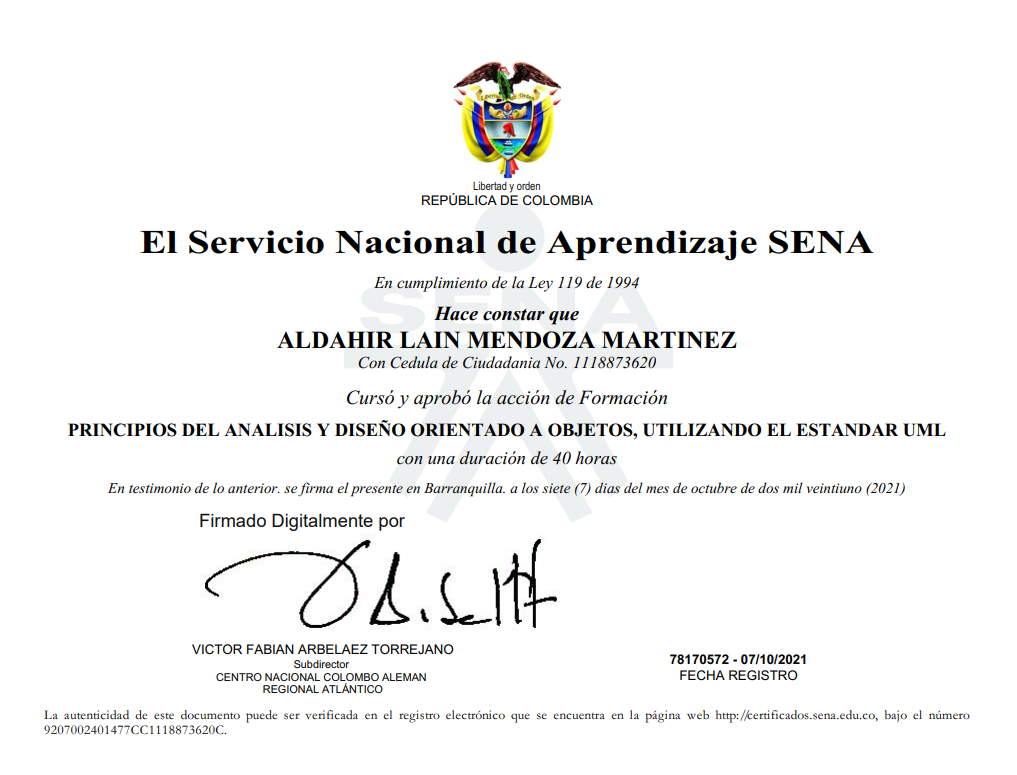 Libertad y Orden
Libertad y orden
REPÚBLICA DE COLOMBIA
El Servicio Nacional de Aprendizaje SENA
En cumplimiento de la Ley 119 de 1994
SENA
Hace constar que
ALDAHIR LAIN MENDOZA MARTINEZ
Con Cedula de Ciudadania No. 1118873620
Cursó y aprobó la acción de Formación
PRINCIPIOS DEL ANALISIS Y DISEÑO ORIENTADO A OBJETOS, UTILIZANDO EL ESTANDAR UML
con una duración de 40 horas
En testimonio de lo anterior. se firma el presente en Barranquilla. a los siete (7) dias del mes de octubre de dos mil veintiuno (2021)
Firmado Digitalmente por
VICTOR FABIAN ARBELAEZ TORREJANO
Subdirector
CENTRO NACIONAL COLOMBO ALEMAN
REGIONAL ATLÁNTICO
78170572 - 07/10/2021
FECHA REGISTRO
La autenticidad de este documento puede ser verificada en el registro electrónico que se encuentra en la página web http://certificados.sena.edu.co, bajo el número
9207002401477CC1118873620C.